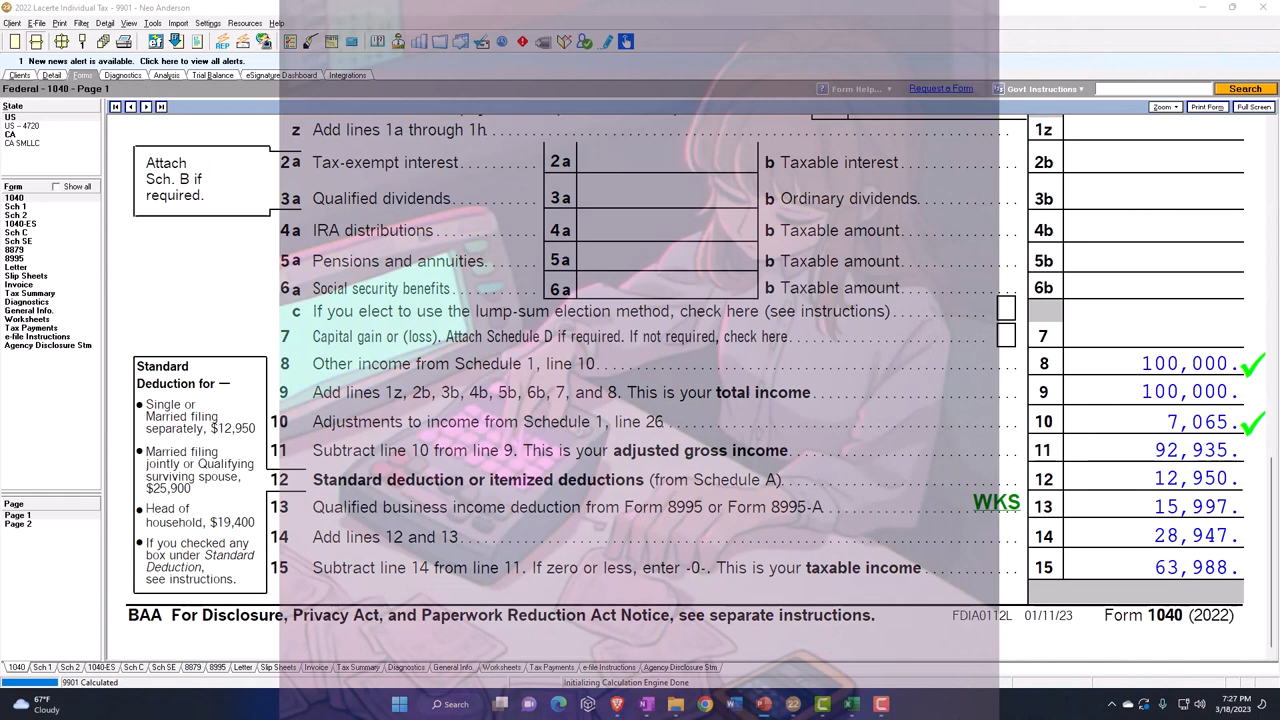 2022 Lacerte Individual Tax - 9901 - Neo Anderson
Client E-File Print Filter Detail View Tools Import Settings Resources Help
1 New news alert is available. Click here to view all alerts.
Clients Detail Forms Diagnostics Analysis Trial Balance eSignature Dashboard Integrations
Federal - 1040 - Page 1 Form Help... Request a Form Govt Instructions Search
Zoom Print Form Full Screen
State
US
US - 4720
CA
CA SMLLC
Form Show all
1040
Sch 1
Sch 2
1040-ES
Sch C
Sch SE
8879
8995
Letter
Slip Sheets
Invoice
Tax Summary
Diagnostics
General Info.
Worksheets
Tax Payments
e-file Instructions
Agency Disclosure Stm
Page
Page 1
Page 2
z Add lines 1a through 1h 1z
Attach
Sch. B if
required.
2a Tax-exempt interest 2a b Taxable interest 2b
3a Qualified dividends 3a b Ordinary dividends 3b
4a IRA distributions 4a b Taxable amount 4b
5a Pensions and annuities 5a b Taxable amount 5b
6a Social security benefits 6a b Taxable amount 6b
c If you elect to use the lump-sum election method, check here (see instructions)
7 Capital gain or (loss). Attach Schedule D if required. If not required, check here 7
8 Other income from Schedule 1, line 10 8 100,000.
9 Add lines 1z, 2b, 3b, 4b, 5b, 6b, 7, and 8. This is your total income 9 100,000.
10 Adjustments to income from Schedule 1, line 26 10 7,065.
11 Subtract line 10 from line 9. This is your adjusted gross income 11 92,935.
12 Standard deduction or itemized deductions (from Schedule A) 12 12,950.
13 Qualified business income deduction from Form 8995 or Form 8995-A WKS 13 15,997.
14 Add lines 12 and 13 14 28,947.
15 Subtract line 14 from line 11. If zero or less, enter -0-. This is your taxable income 15 63,988.
Standard
Deduction for —
• Single or
Married filing
separately, $12,950
• Married filing
jointly or Qualifying
surviving spouse,
$25,900
• Head of
household, $19,400
• If you checked any
box under Standard
Deduction,
see instructions.
BAA For Disclosure, Privacy Act, and Paperwork Reduction Act Notice, see separate instructions. FDIA0112L 01/11/23 Form 1040 (2022)
1040 Sch 1 Sch 2 1040-ES Sch C Sch SE 8879 8995 Letter Slip Sheets Invoice Tax Summary Diagnostics General Info. Worksheets Tax Payments e-file Instructions Agency Disclosure Stm
9901 Calculated Initializing Calculation Engine Done
67°F
Cloudy
Search
7:27 PM
3/18/2023